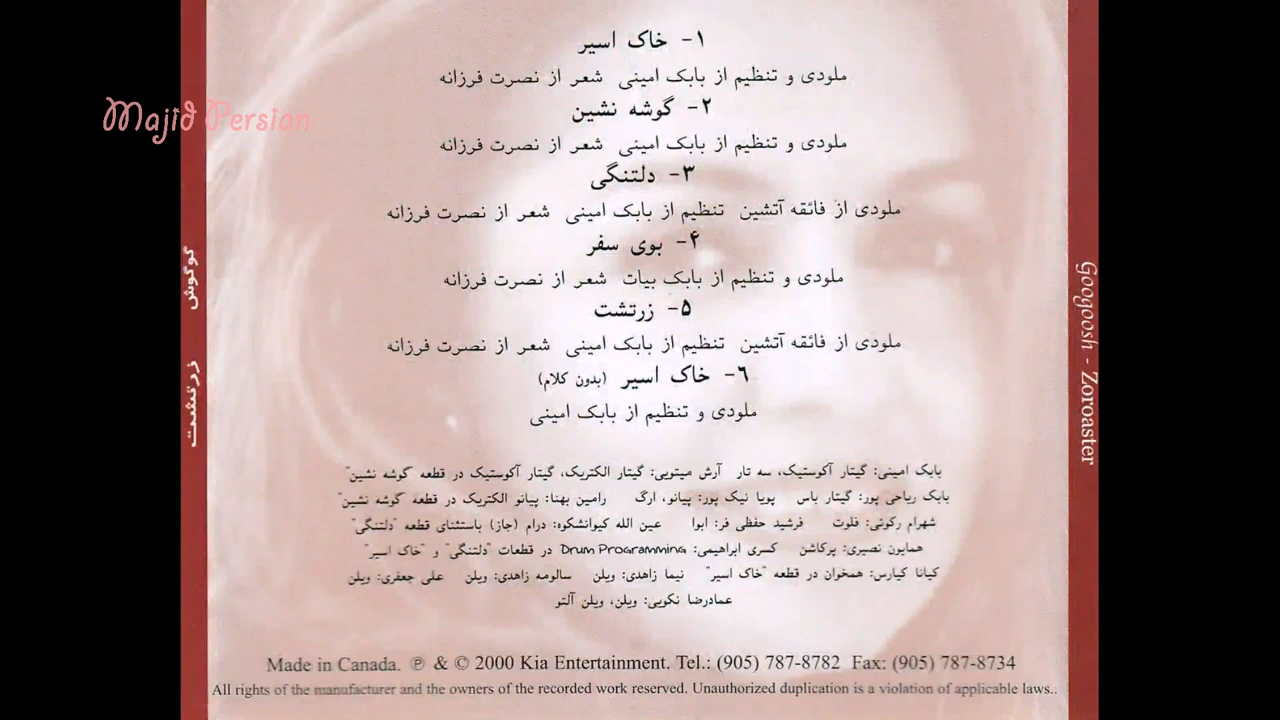 ۱- خاک اسیر
ملودی و تنظیم از بابک امینی شعر از نصرت فرزانه
Majid Persian
۲- گوشه نشین
ملودی و تنظیم از بابک امینی شعر از نصرت فرزانه
۳- دلتنگی
ملودی از فائقه آتشین تنظیم از بابک امینی شعر از نصرت فرزانه
۴- بوی سفر
ملودی و تنظیم از بابک بیات شعر از نصرت فرزانه
۵- زرتشت
ملودی از فائقه آتشین تنظیم از بابک امینی شعر از نصرت فرزانه
۶- خاک اسیر (بدون کلام)
ملودی و تنظیم از بابک امینی
بابک امینی: گیتار آکوستیک، سه تار آرش میتویی: گیتار الکتریک، گیتار آکوستیک در قطعه "گوشه نشین"
بابک ریاحی پور: گیتار باس پویا نیک پور: پیانو، ارگ رامین بهنا: پیانو الکتریک در قطعه "گوشه نشین"
شهرام رکوئی: فلوت فرشید حفظی فر: ابوا عین الله کیوانشکوه: درام (جاز) باستثنای قطعه "دلتنگی"
همایون نصیری: پرکاشن کسری ابراهیمی: Drum Programming در قطعات "دلتنگی" و "خاک اسیر"
کیانا کیارس: همخوان در قطعه "خاک اسیر" نیما زاهدی: ویلن سالومه زاهدی: ویلن علی جعفری: ویلن
عمادرضا نکویی: ویلن، ویلن آلتو
Made in Canada. ℗ & © 2000 Kia Entertainment. Tel.: (905) 787-8782 Fax: (905) 787-8734
All rights of the manufacturer and the owners of the recorded work reserved. Unauthorized duplication is a violation of applicable laws..
گوگوش زرتشت
Googoosh - Zoroaster